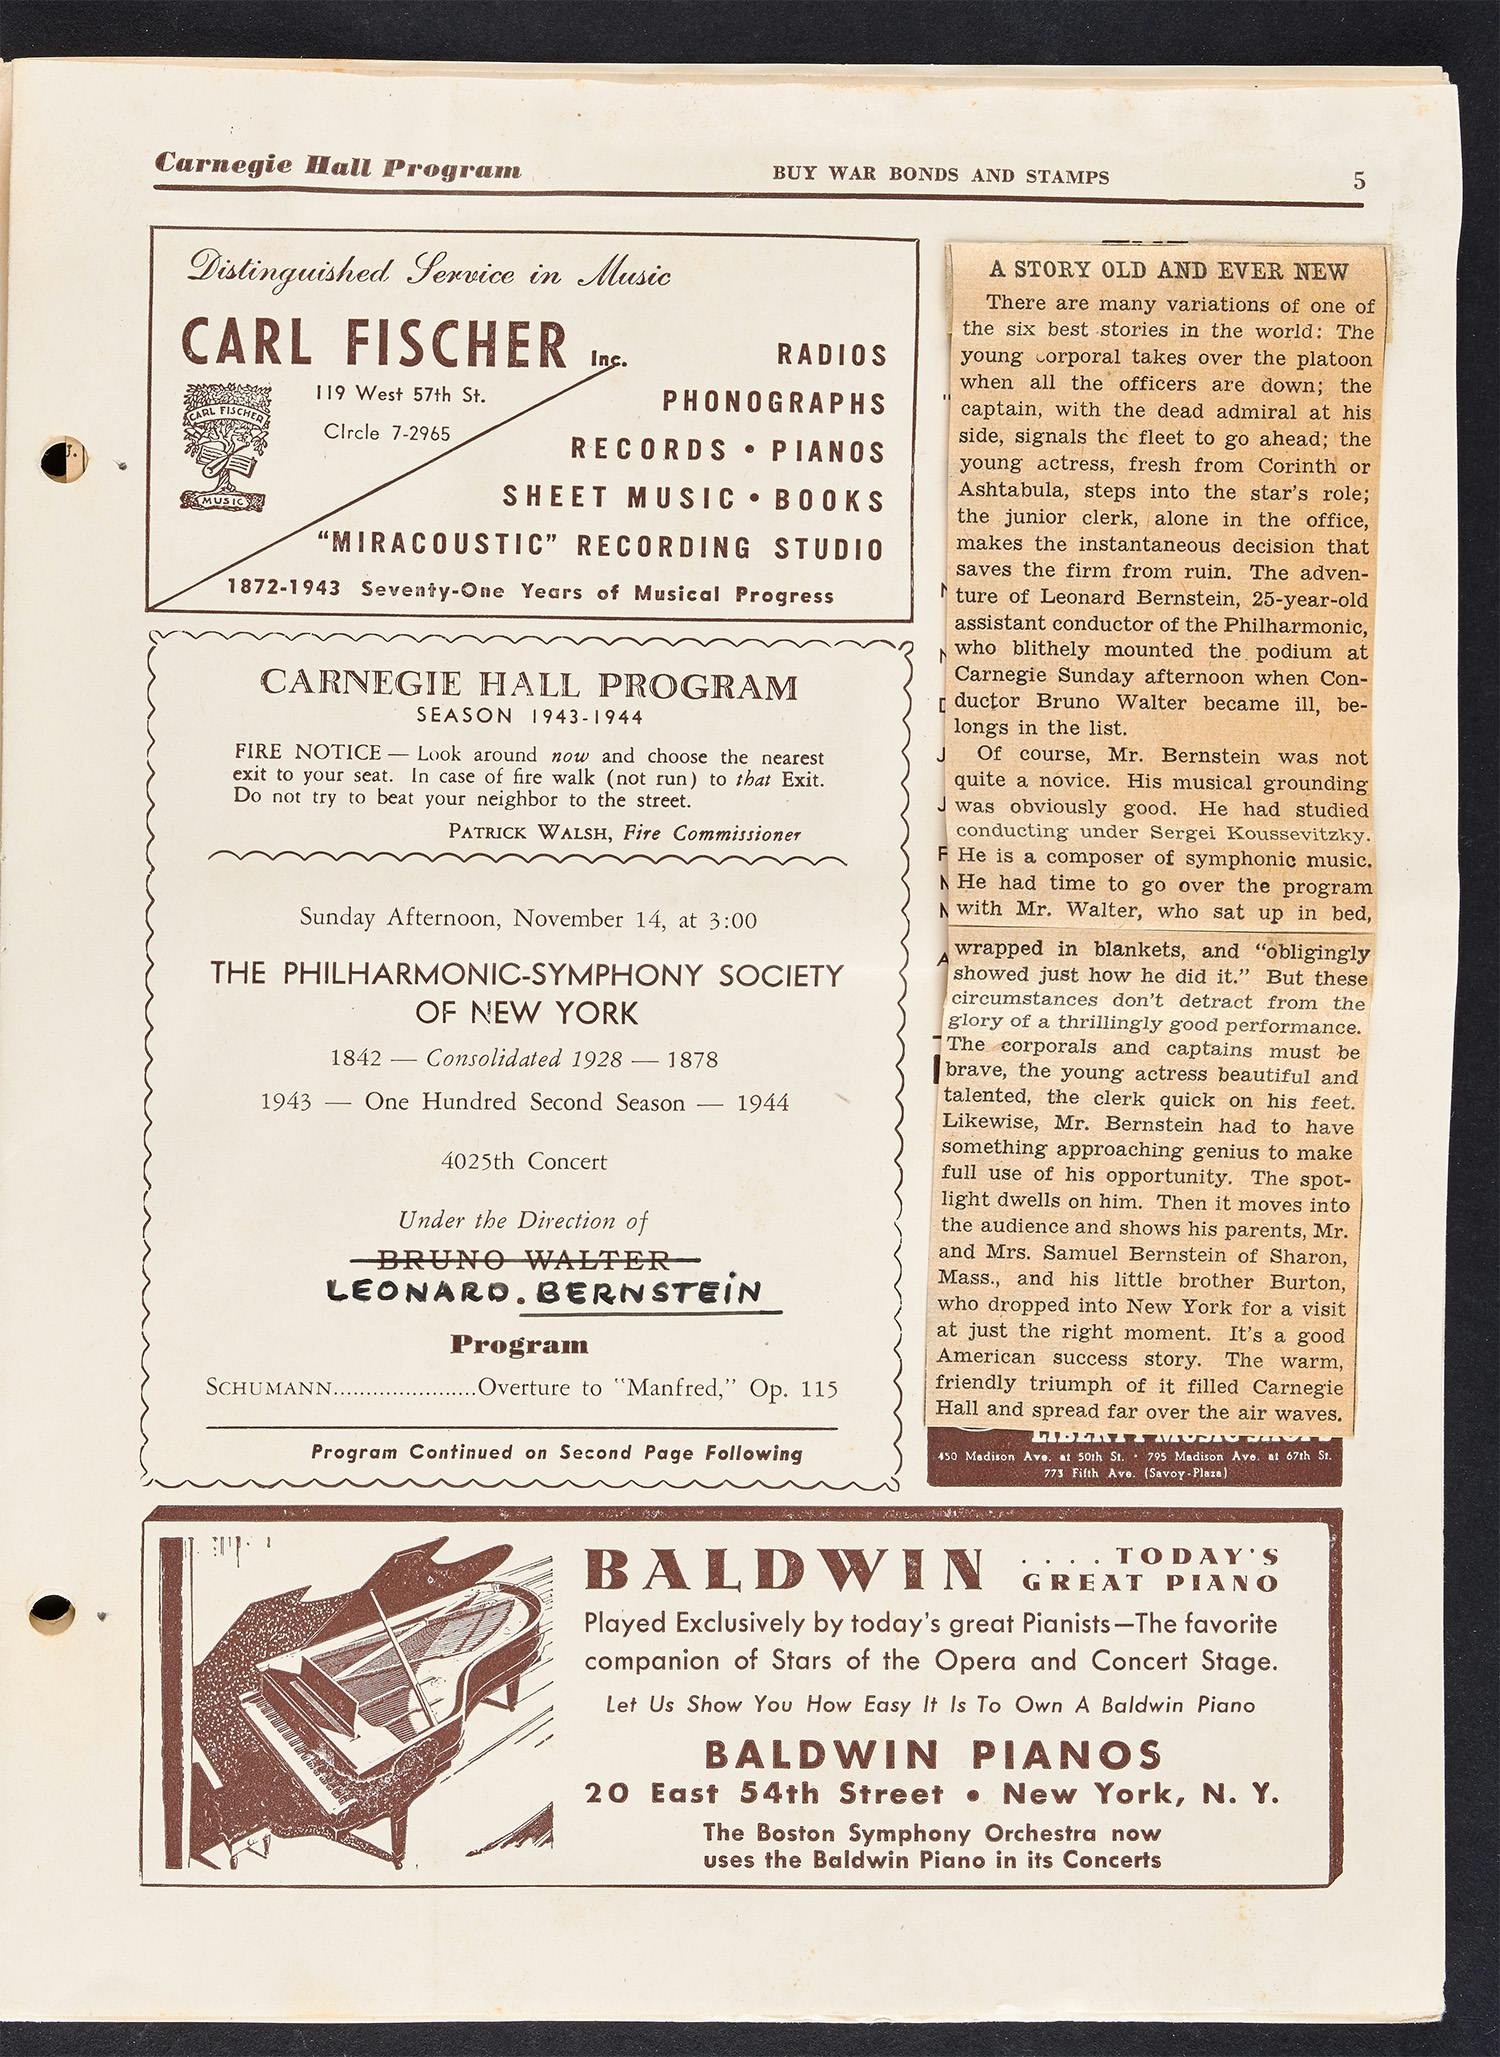 Carnegie Hall Program BUY WAR BONDS AND STAMPS 5
Distinguished Service in Music
CARL FISCHER Inc.
119 West 57th St.
CIrcle 7-2965
CARL FISCHER
MUSIC
RADIOS
PHONOGRAPHS
RECORDS • PIANOS
SHEET MUSIC • BOOKS
"MIRACOUSTIC" RECORDING STUDIO
1872-1943 Seventy-One Years of Musical Progress
CARNEGIE HALL PROGRAM
SEASON 1943-1944
FIRE NOTICE — Look around now and choose the nearest
exit to your seat. In case of fire walk (not run) to that Exit.
Do not try to beat your neighbor to the street.
PATRICK WALSH, Fire Commissioner
Sunday Afternoon, November 14, at 3:00
THE PHILHARMONIC-SYMPHONY SOCIETY
OF NEW YORK
1842 — Consolidated 1928 — 1878
1943 — One Hundred Second Season — 1944
4025th Concert
Under the Direction of
BRUNO WALTER
LEONARD. BERNSTEIN
Program
SCHUMANN......................Overture to "Manfred," Op. 115
Program Continued on Second Page Following
A STORY OLD AND EVER NEW
There are many variations of one of
the six best stories in the world: The
young corporal takes over the platoon
when all the officers are down; the
captain, with the dead admiral at his
side, signals the fleet to go ahead; the
young actress, fresh from Corinth or
Ashtabula, steps into the star's role;
the junior clerk, alone in the office,
makes the instantaneous decision that
saves the firm from ruin. The adven-
ture of Leonard Bernstein, 25-year-old
assistant conductor of the Philharmonic,
who blithely mounted the podium at
Carnegie Sunday afternoon when Con-
ductor Bruno Walter became ill, be-
longs in the list.
Of course, Mr. Bernstein was not
quite a novice. His musical grounding
was obviously good. He had studied
conducting under Sergei Koussevitzky.
He is a composer of symphonic music.
He had time to go over the program
with Mr. Walter, who sat up in bed,
wrapped in blankets, and "obligingly
showed just how he did it." But these
circumstances don't detract from the
glory of a thrillingly good performance.
The corporals and captains must be
brave, the young actress beautiful and
talented, the clerk quick on his feet.
Likewise, Mr. Bernstein had to have
something approaching genius to make
full use of his opportunity. The spot-
light dwells on him. Then it moves into
the audience and shows his parents, Mr.
and Mrs. Samuel Bernstein of Sharon,
Mass., and his little brother Burton,
who dropped into New York for a visit
at just the right moment. It's a good
American success story. The warm,
friendly triumph of it filled Carnegie
Hall and spread far over the air waves.
LIBERTY MUSIC SHOPS
450 Madison Ave. at 50th St. • 795 Madison Ave. at 67th St.
773 Fifth Ave. (Savoy-Plaza)
BALDWIN .... TODAY'S
GREAT PIANO
Played Exclusively by today's great Pianists—The favorite
companion of Stars of the Opera and Concert Stage.
Let Us Show You How Easy It Is To Own A Baldwin Piano
BALDWIN PIANOS
20 East 54th Street • New York, N. Y.
The Boston Symphony Orchestra now
uses the Baldwin Piano in its Concerts